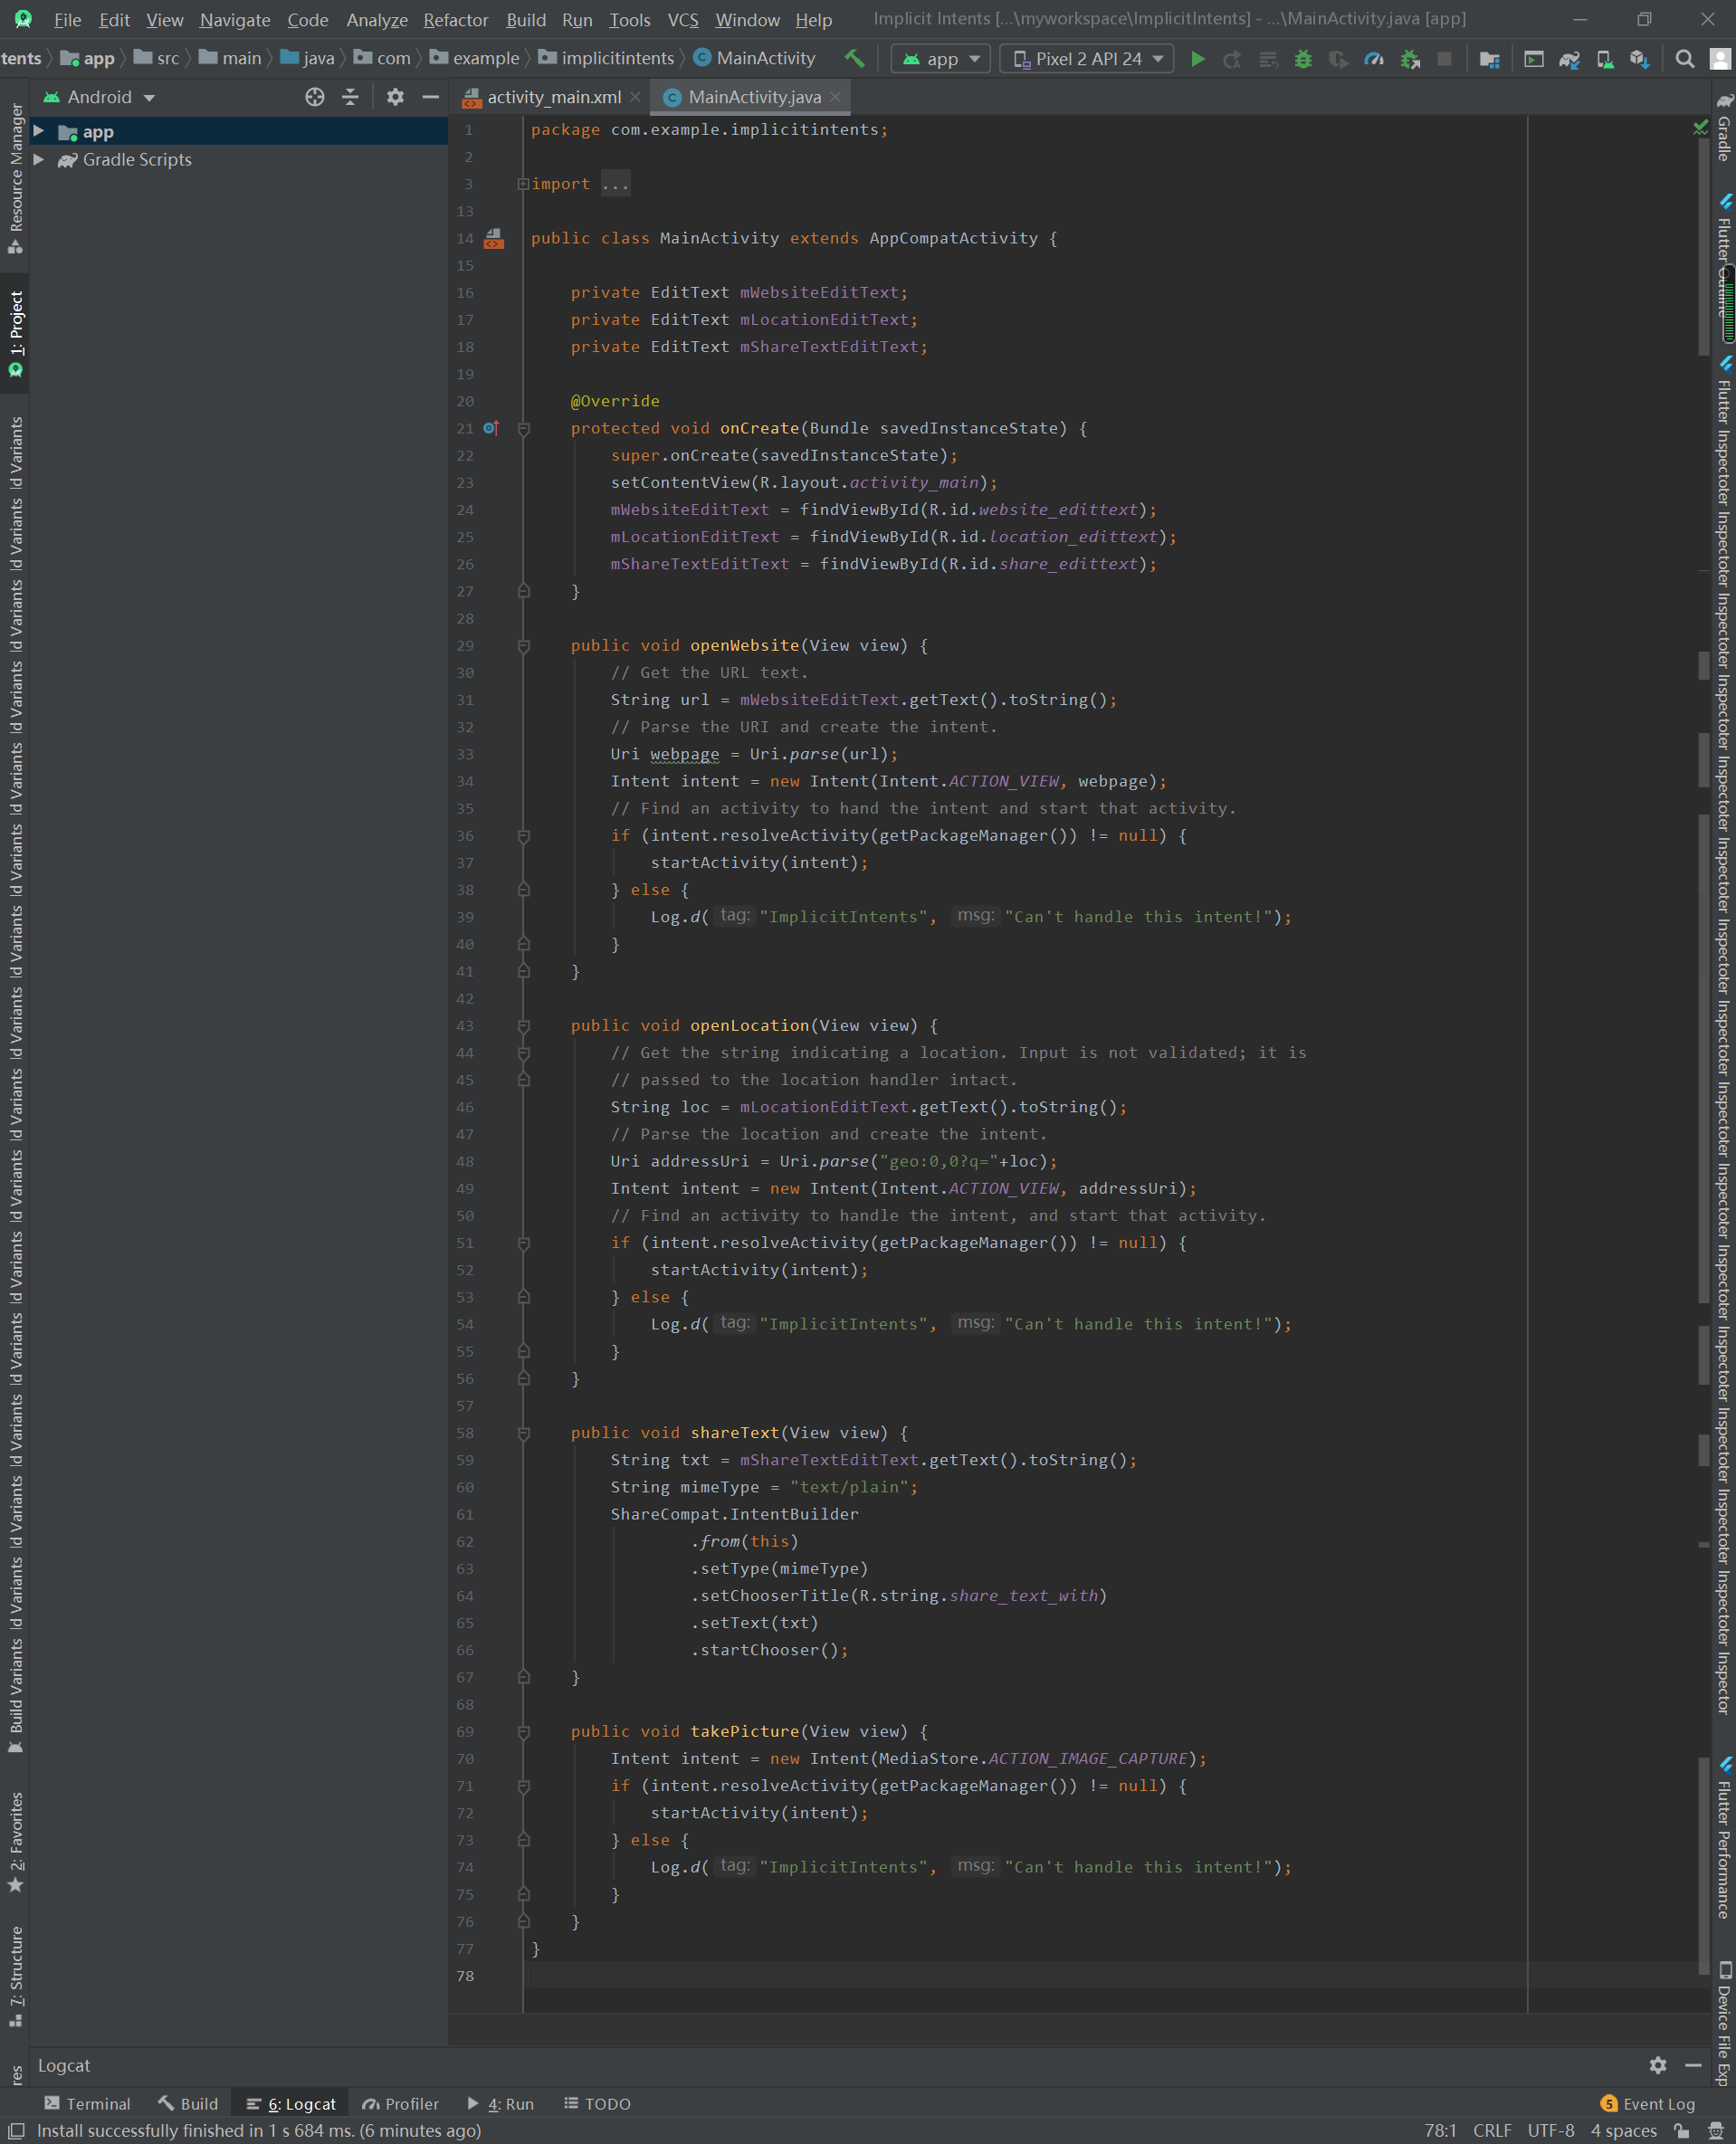 File Edit View Navigate Code Analyze Refactor Build Run Tools VCS Window Help Implicit Intents [...\myworkspace\ImplicitIntents] - ...\MainActivity.java [app]
tents app src main java com example implicitintents MainActivity app Pixel 2 API 24
Android
activity_main.xml MainActivity.java
app
Gradle Scripts
Resource Manager
1: Project
Build Variants
2: Favorites
7: Structure
res
1 package com.example.implicitintents;
2
3 import ...
13
14 public class MainActivity extends AppCompatActivity {
15
16 private EditText mWebsiteEditText;
17 private EditText mLocationEditText;
18 private EditText mShareTextEditText;
19
20 @Override
21 protected void onCreate(Bundle savedInstanceState) {
22 super.onCreate(savedInstanceState);
23 setContentView(R.layout.activity_main);
24 mWebsiteEditText = findViewById(R.id.website_edittext);
25 mLocationEditText = findViewById(R.id.location_edittext);
26 mShareTextEditText = findViewById(R.id.share_edittext);
27 }
28
29 public void openWebsite(View view) {
30 // Get the URL text.
31 String url = mWebsiteEditText.getText().toString();
32 // Parse the URI and create the intent.
33 Uri webpage = Uri.parse(url);
34 Intent intent = new Intent(Intent.ACTION_VIEW, webpage);
35 // Find an activity to hand the intent and start that activity.
36 if (intent.resolveActivity(getPackageManager()) != null) {
37 startActivity(intent);
38 } else {
39 Log.d( tag: "ImplicitIntents", msg: "Can't handle this intent!");
40 }
41 }
42
43 public void openLocation(View view) {
44 // Get the string indicating a location. Input is not validated; it is
45 // passed to the location handler intact.
46 String loc = mLocationEditText.getText().toString();
47 // Parse the location and create the intent.
48 Uri addressUri = Uri.parse("geo:0,0?q="+loc);
49 Intent intent = new Intent(Intent.ACTION_VIEW, addressUri);
50 // Find an activity to handle the intent, and start that activity.
51 if (intent.resolveActivity(getPackageManager()) != null) {
52 startActivity(intent);
53 } else {
54 Log.d( tag: "ImplicitIntents", msg: "Can't handle this intent!");
55 }
56 }
57
58 public void shareText(View view) {
59 String txt = mShareTextEditText.getText().toString();
60 String mimeType = "text/plain";
61 ShareCompat.IntentBuilder
62 .from(this)
63 .setType(mimeType)
64 .setChooserTitle(R.string.share_text_with)
65 .setText(txt)
66 .startChooser();
67 }
68
69 public void takePicture(View view) {
70 Intent intent = new Intent(MediaStore.ACTION_IMAGE_CAPTURE);
71 if (intent.resolveActivity(getPackageManager()) != null) {
72 startActivity(intent);
73 } else {
74 Log.d( tag: "ImplicitIntents", msg: "Can't handle this intent!");
75 }
76 }
77 }
78
Gradle
Flutter Outline
Flutter Inspector
Flutter Performance
Device File Exp
Logcat
Terminal Build 6: Logcat Profiler 4: Run TODO 5 Event Log
Install successfully finished in 1 s 684 ms. (6 minutes ago) 78:1 CRLF UTF-8 4 spaces